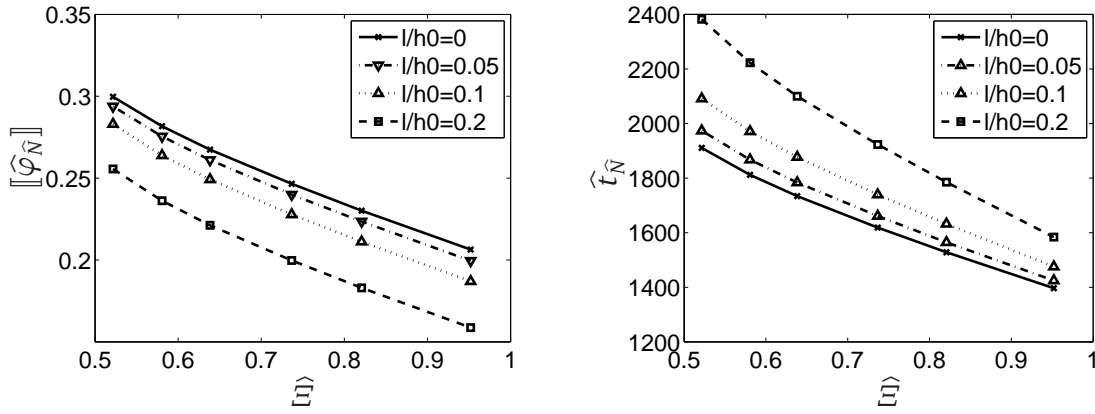 0.35
0.3
0.25
0.2
0.5 0.6 0.7 0.8 0.9 1
⟦φ̂_N̂⟧
Ξ⟩
l/h0=0
l/h0=0.05
l/h0=0.1
l/h0=0.2
2400
2200
2000
1800
1600
1400
1200
0.5 0.6 0.7 0.8 0.9 1
t̂_N̂
Ξ⟩
l/h0=0
l/h0=0.05
l/h0=0.1
l/h0=0.2